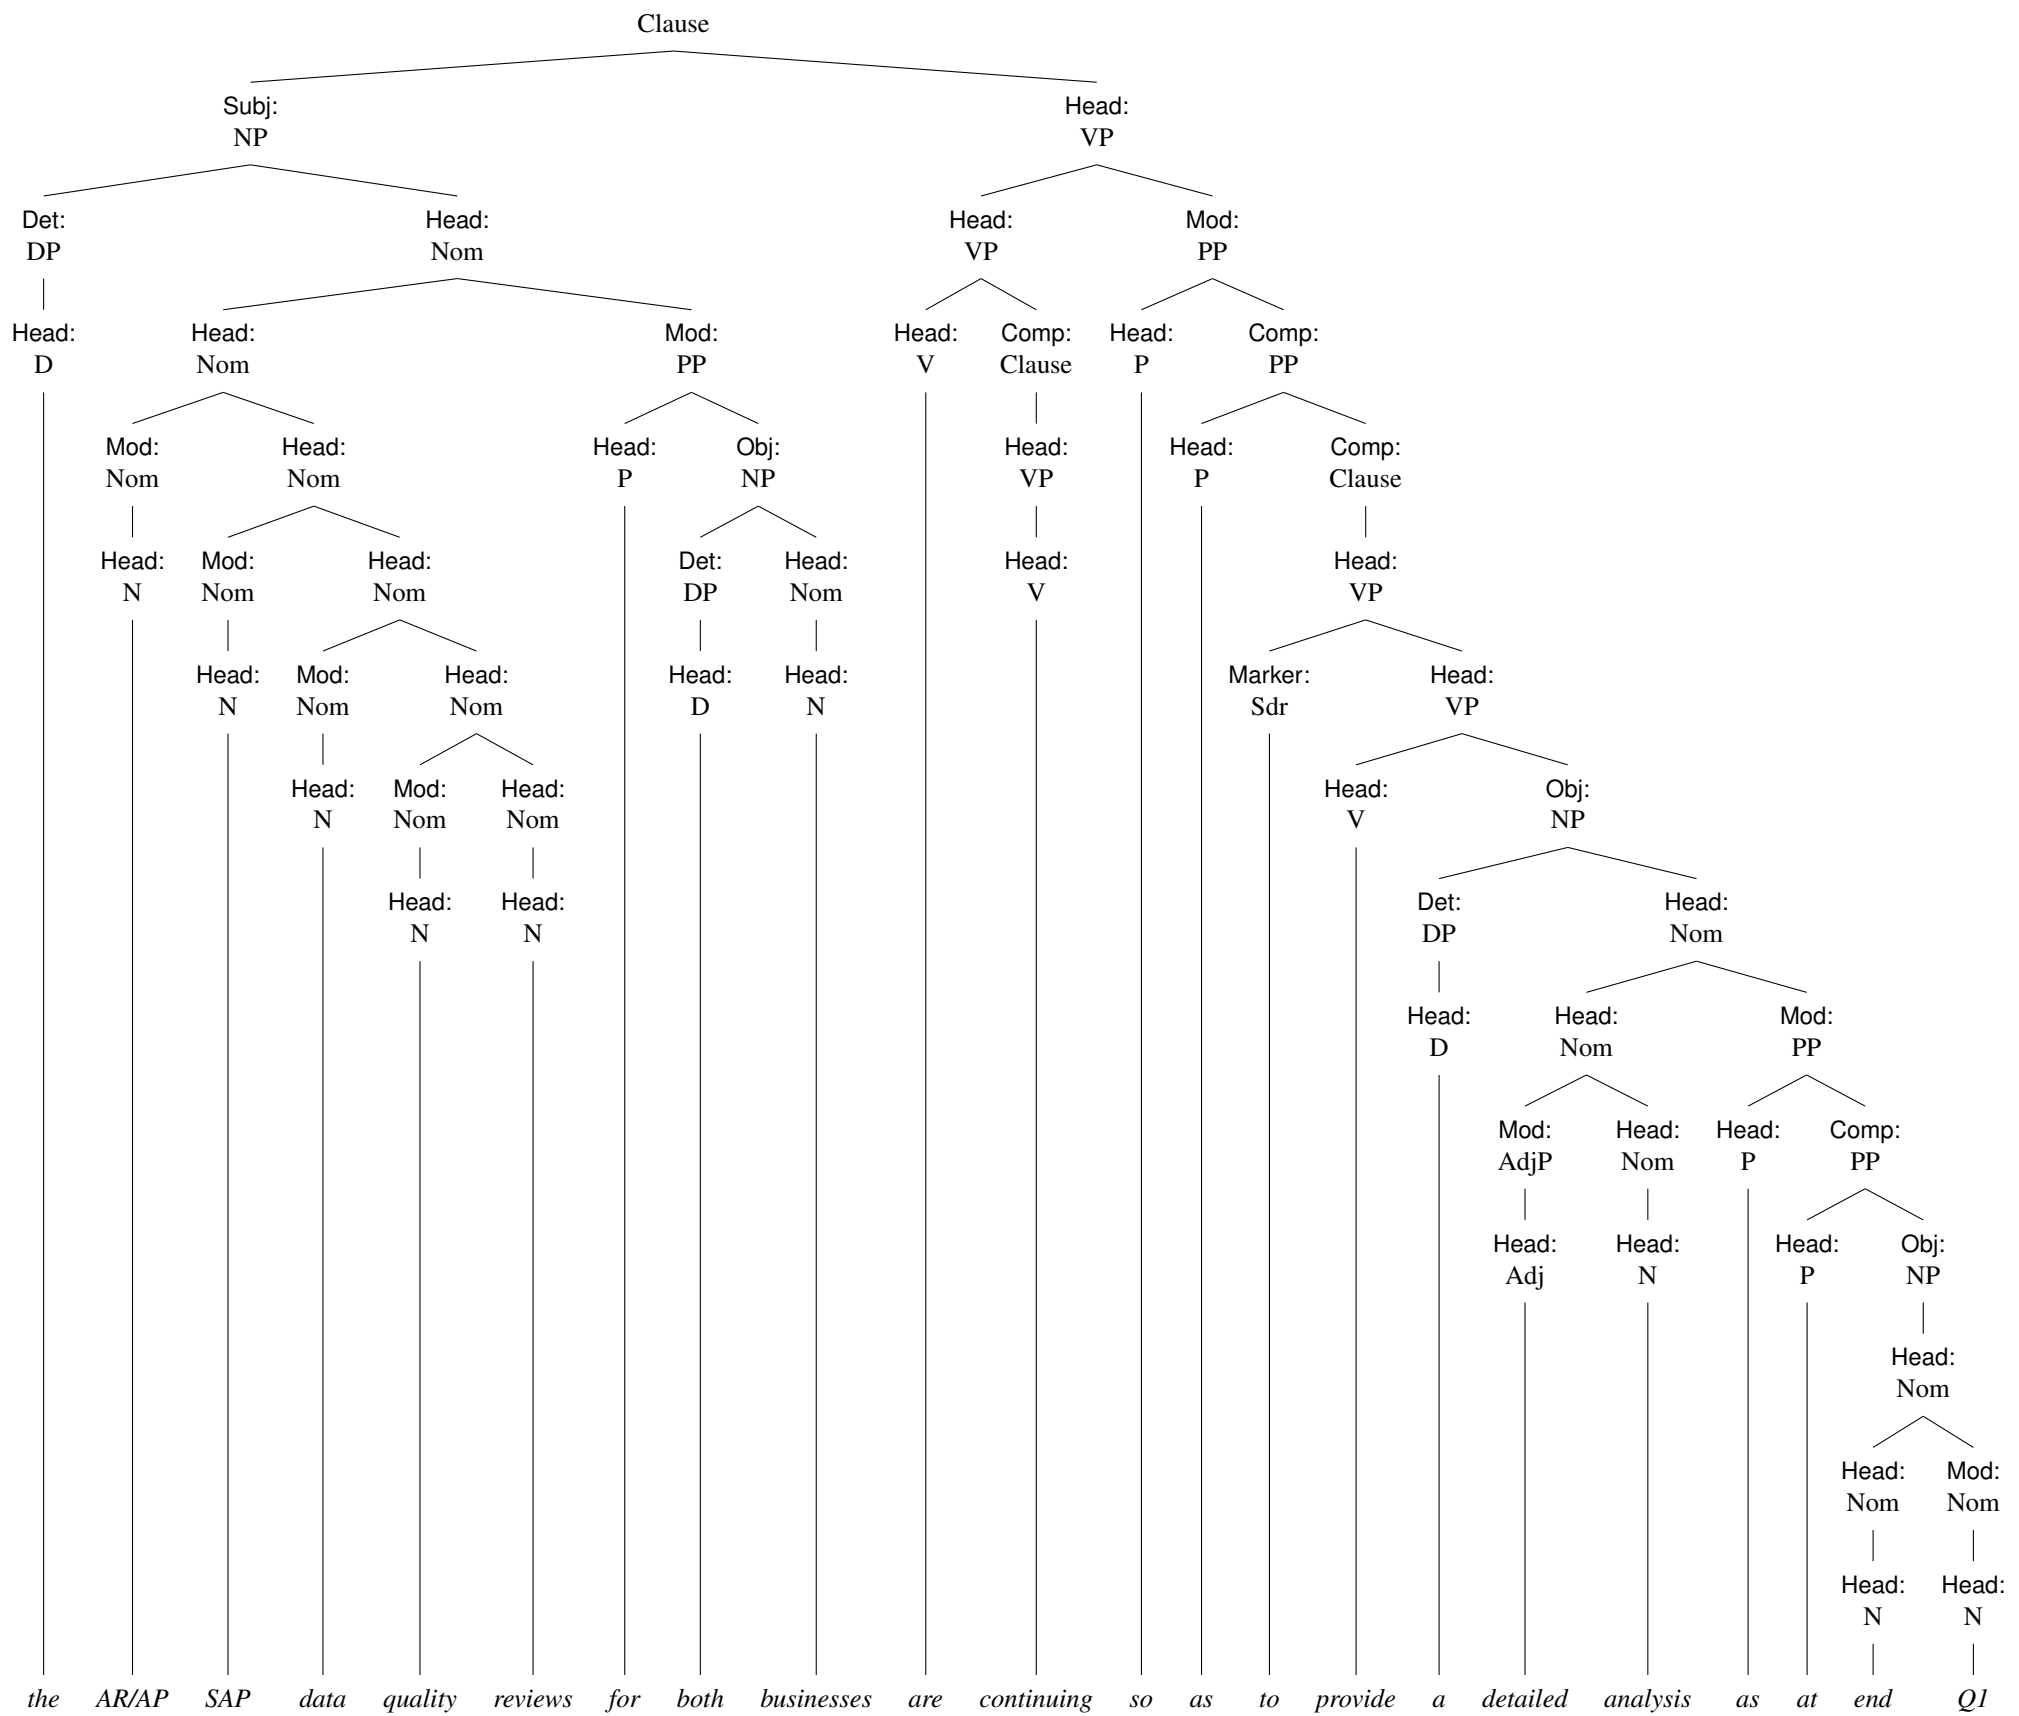 Clause
Subj: Head:
NP VP
Det: Head: Head: Mod:
DP Nom VP PP
Head: Head: Mod: Head: Comp: Head: Comp:
D Nom PP V Clause P PP
Mod: Head: Head: Obj: Head: Head: Comp:
Nom Nom P NP VP P Clause
Head: Mod: Head: Det: Head: Head: Head:
N Nom Nom DP Nom V VP
Head: Mod: Head: Head: Head: Marker: Head:
N Nom Nom D N Sdr VP
Head: Mod: Head: Head: Obj:
N Nom Nom V NP
Head: Head: Det: Head:
N N DP Nom
Head: Head: Mod:
D Nom PP
Mod: Head: Head: Comp:
AdjP Nom P PP
Head: Head: Head: Obj:
Adj N P NP
Head:
Nom
Head: Mod:
Nom Nom
Head: Head:
N N
the AR/AP SAP data quality reviews for both businesses are continuing so as to provide a detailed analysis as at end Q1